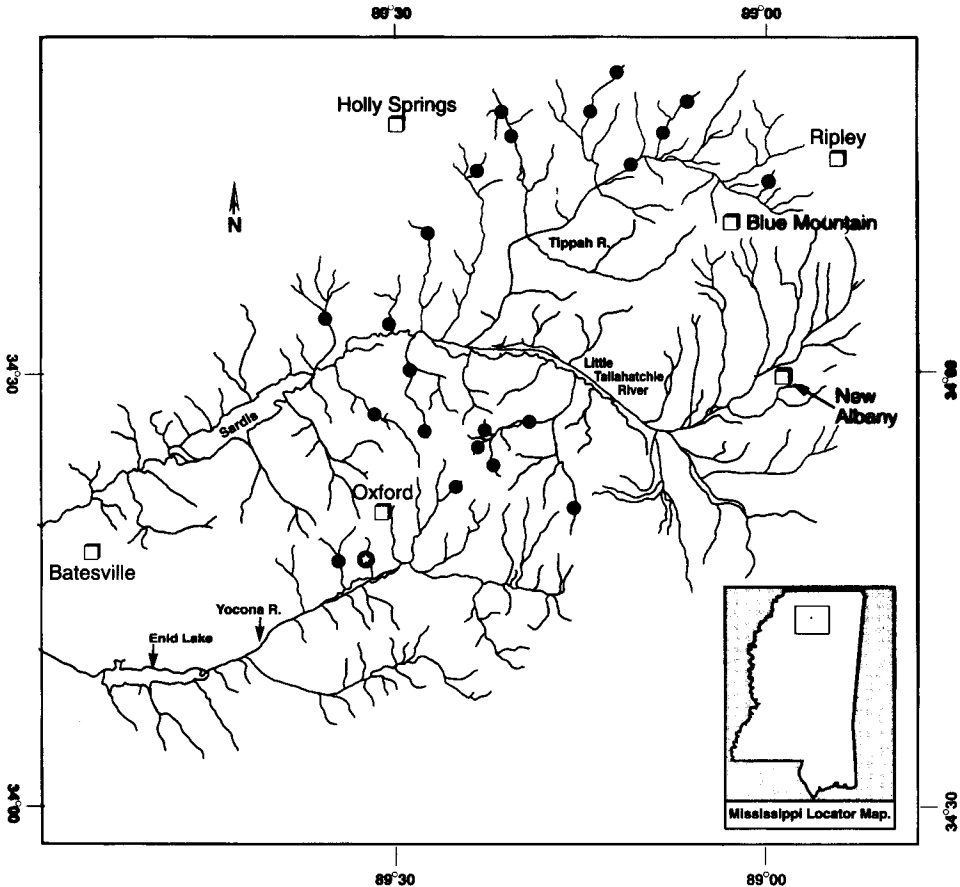 89°30
89°00
Holly Springs
Ripley
N
Blue Mountain
Tippah R.
34°30
34°00
Little
Tallahatchie
River
New
Albany
Sardis
Oxford
Batesville
Yocona R.
Enid Lake
34°00
34°30
Mississippi Locator Map.
89°30
89°00